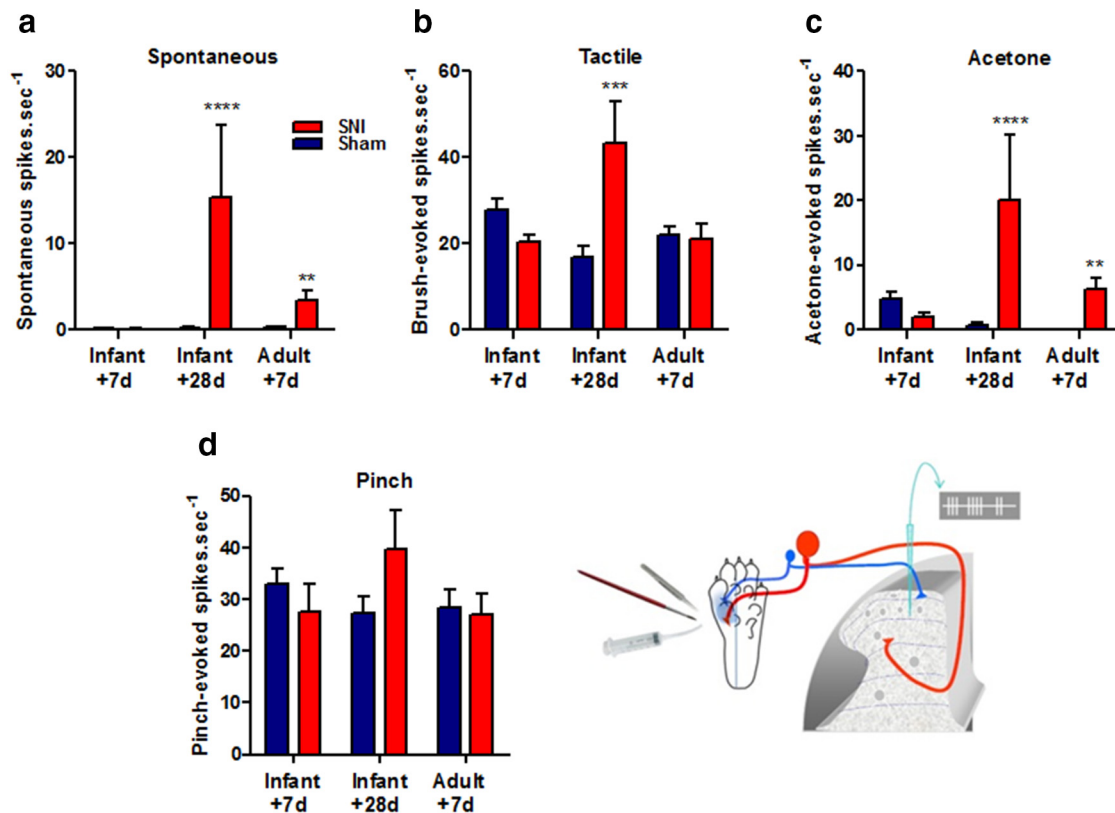 a
Spontaneous
Spontaneous spikes.sec-1
30
20
10
0
****
**
SNI
Sham
Infant +7d
Infant +28d
Adult +7d
b
Tactile
Brush-evoked spikes.sec-1
60
40
20
0
***
Infant +7d
Infant +28d
Adult +7d
c
Acetone
Acetone-evoked spikes.sec-1
40
30
20
10
0
****
**
Infant +7d
Infant +28d
Adult +7d
d
Pinch
Pinch-evoked spikes.sec-1
50
40
30
20
10
0
Infant +7d
Infant +28d
Adult +7d